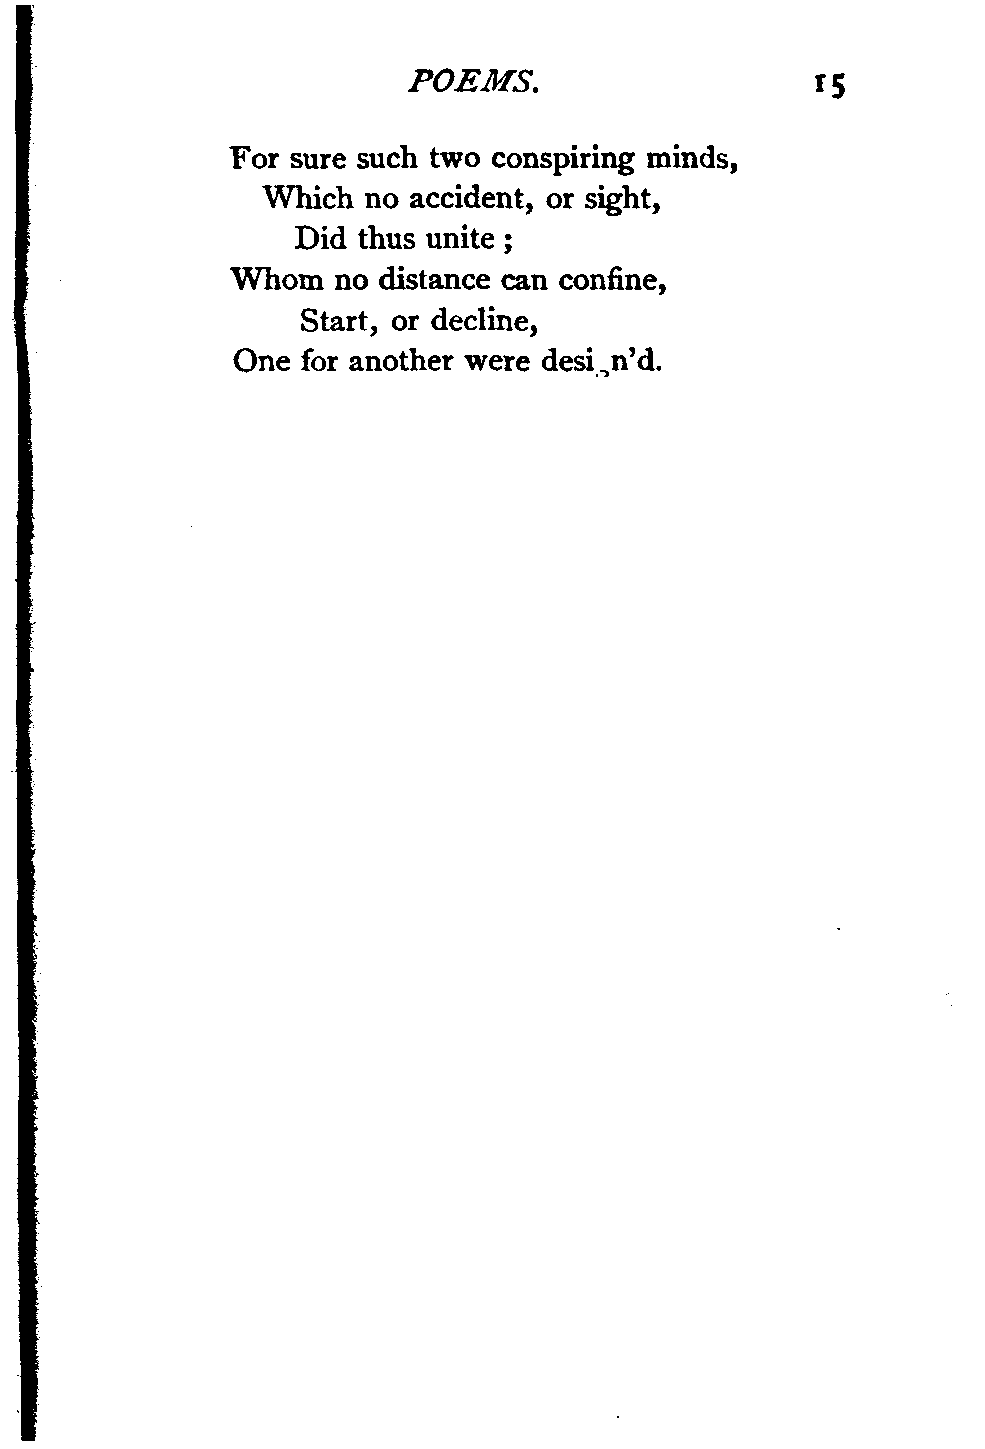 POEMS. 15
For sure such two conspiring minds,
Which no accident, or sight,
Did thus unite ;
Whom no distance can confine,
Start, or decline,
One for another were desi n'd.